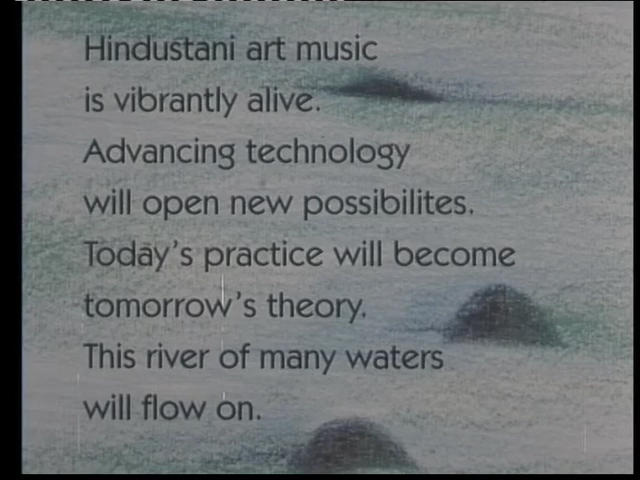 Hindustani art music
is vibrantly alive.
Advancing technology
will open new possibilites.
Today's practice will become
tomorrow's theory.
This river of many waters
will flow on.